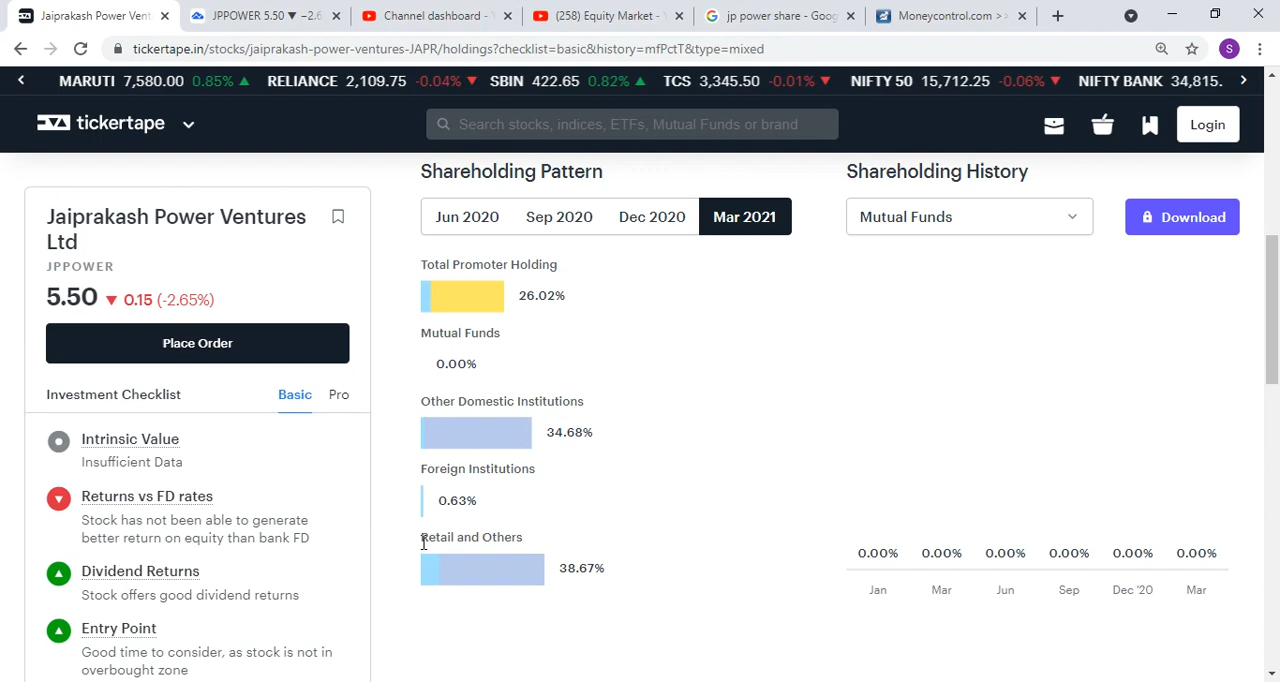 Jaiprakash Power Vent
JPPOWER 5.50 ▼ −2.6
Channel dashboard -
(258) Equity Market -
jp power share - Goog
Moneycontrol.com >>
tickertape.in/stocks/jaiprakash-power-ventures-JAPR/holdings?checklist=basic&history=mfPctT&type=mixed
S
MARUTI 7,580.00 0.85% ▲ RELIANCE 2,109.75 -0.04% ▼ SBIN 422.65 0.82% ▲ TCS 3,345.50 -0.01% ▼ NIFTY 50 15,712.25 -0.06% ▼ NIFTY BANK 34,815.
tickertape
Search stocks, indices, ETFs, Mutual Funds or brand
Login
Jaiprakash Power Ventures
Ltd
JPPOWER
5.50 ▼ 0.15 (-2.65%)
Place Order
Investment Checklist Basic Pro
Intrinsic Value
Insufficient Data
Returns vs FD rates
Stock has not been able to generate
better return on equity than bank FD
Dividend Returns
Stock offers good dividend returns
Entry Point
Good time to consider, as stock is not in
overbought zone
Shareholding Pattern
Jun 2020 Sep 2020 Dec 2020 Mar 2021
Total Promoter Holding
26.02%
Mutual Funds
0.00%
Other Domestic Institutions
34.68%
Foreign Institutions
0.63%
Retail and Others
38.67%
Shareholding History
Mutual Funds
Download
0.00% 0.00% 0.00% 0.00% 0.00% 0.00%
Jan Mar Jun Sep Dec '20 Mar